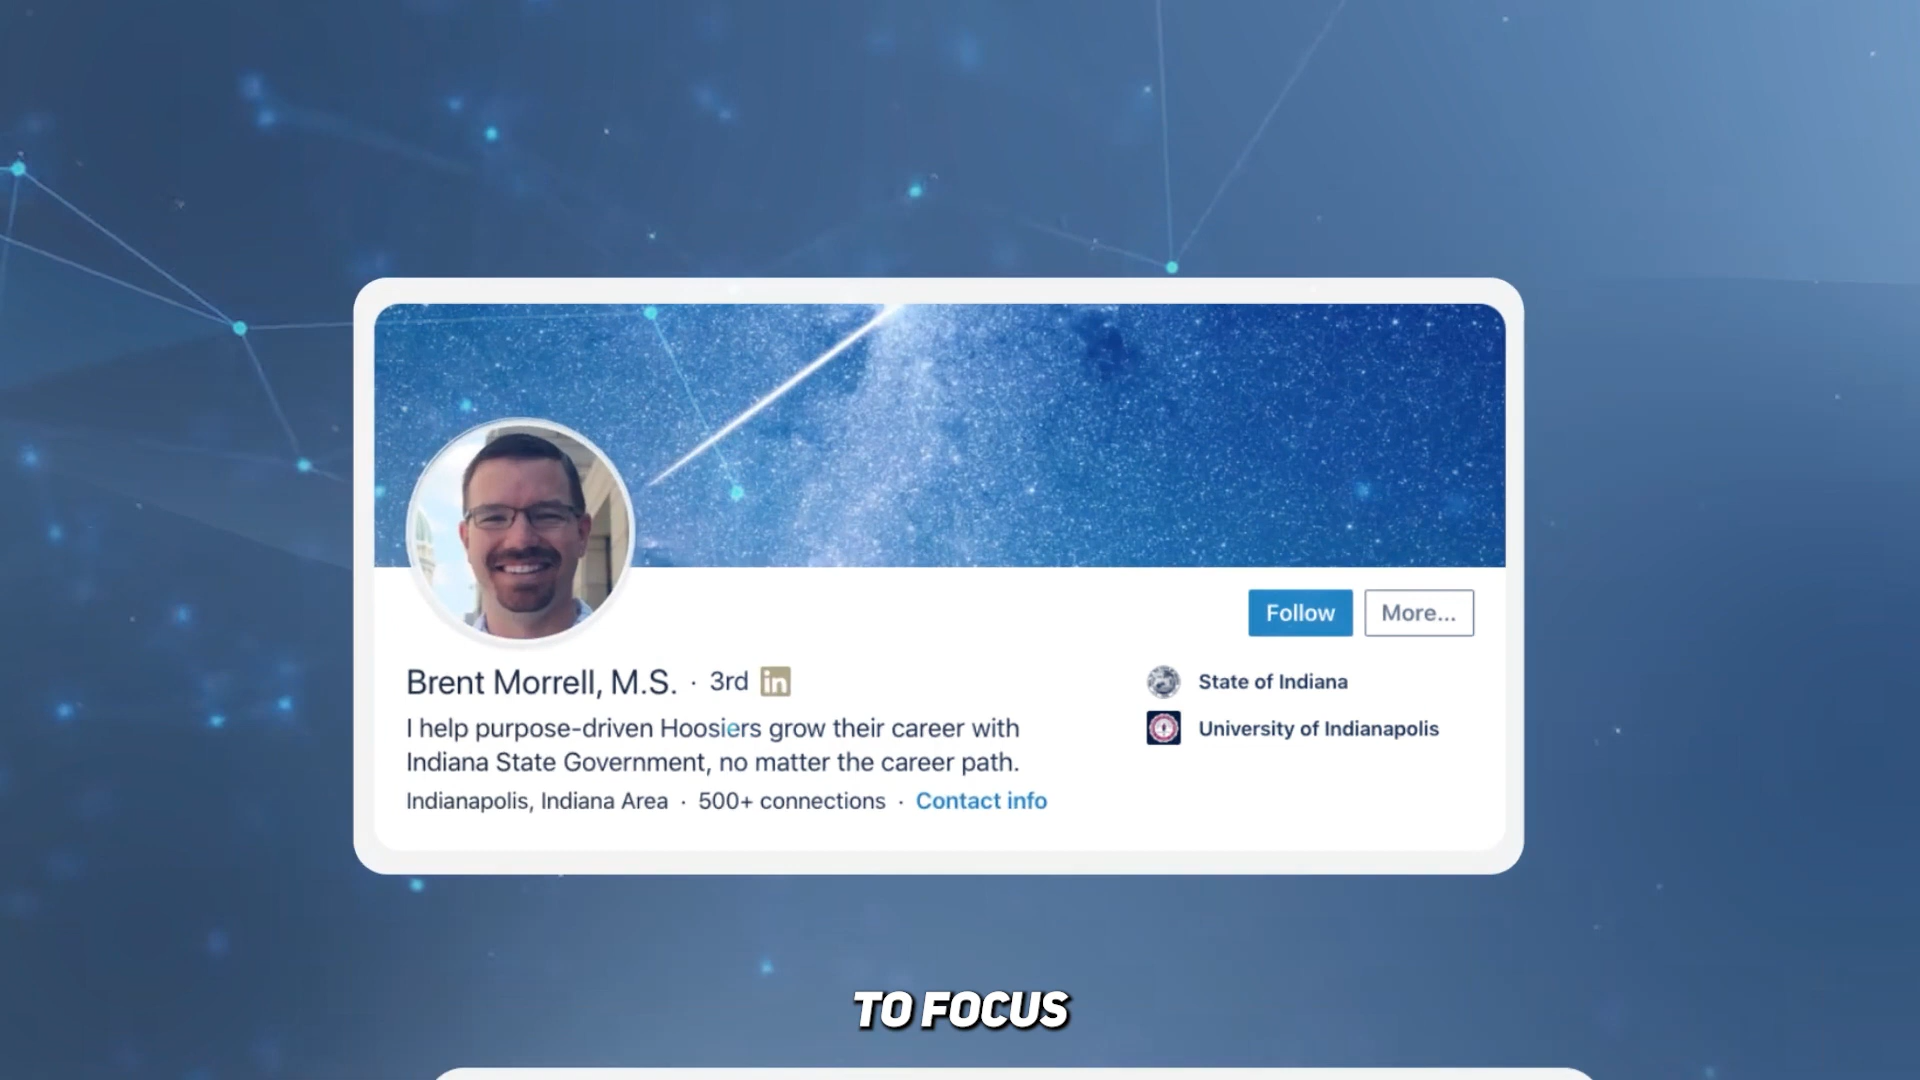 Brent Morrell, M.S. · 3rd in
I help purpose-driven Hoosiers grow their career with
Indiana State Government, no matter the career path.
Indianapolis, Indiana Area · 500+ connections · Contact info
Follow
More...
State of Indiana
University of Indianapolis
TO FOCUS